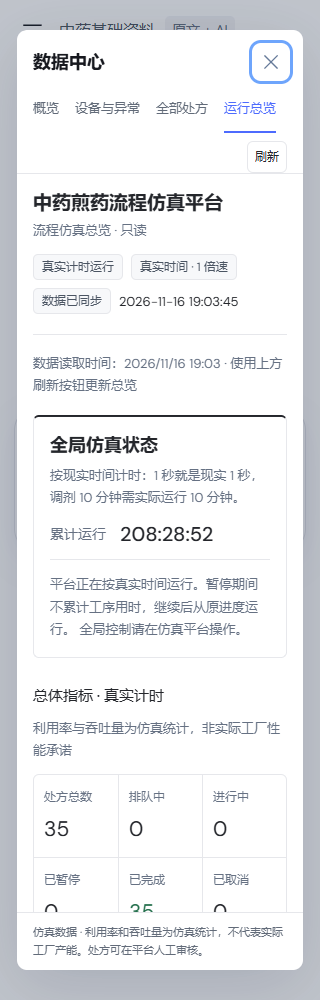 数据中心
概览 设备与异常 全部处方 运行总览
刷新
中药煎药流程仿真平台
流程仿真总览 · 只读
真实计时运行 真实时间 · 1 倍速
数据已同步 2026-11-16 19:03:45
数据读取时间：2026/11/16 19:03 · 使用上方
刷新按钮更新总览
全局仿真状态
按现实时间计时：1 秒就是现实 1 秒，
调剂 10 分钟需实际运行 10 分钟。
累计运行 208:28:52
平台正在按真实时间运行。暂停期间
不累计工序用时，继续后从原进度运
行。 全局控制请在仿真平台操作。
总体指标 · 真实计时
利用率与吞吐量为仿真统计，非实际工厂性
能承诺
处方总数 排队中 进行中
35 0 0
已暂停 已完成 已取消
0 35 0
仿真数据 · 利用率和吞吐量为仿真统计，不代表实际
工厂产能。处方可在平台人工审核。